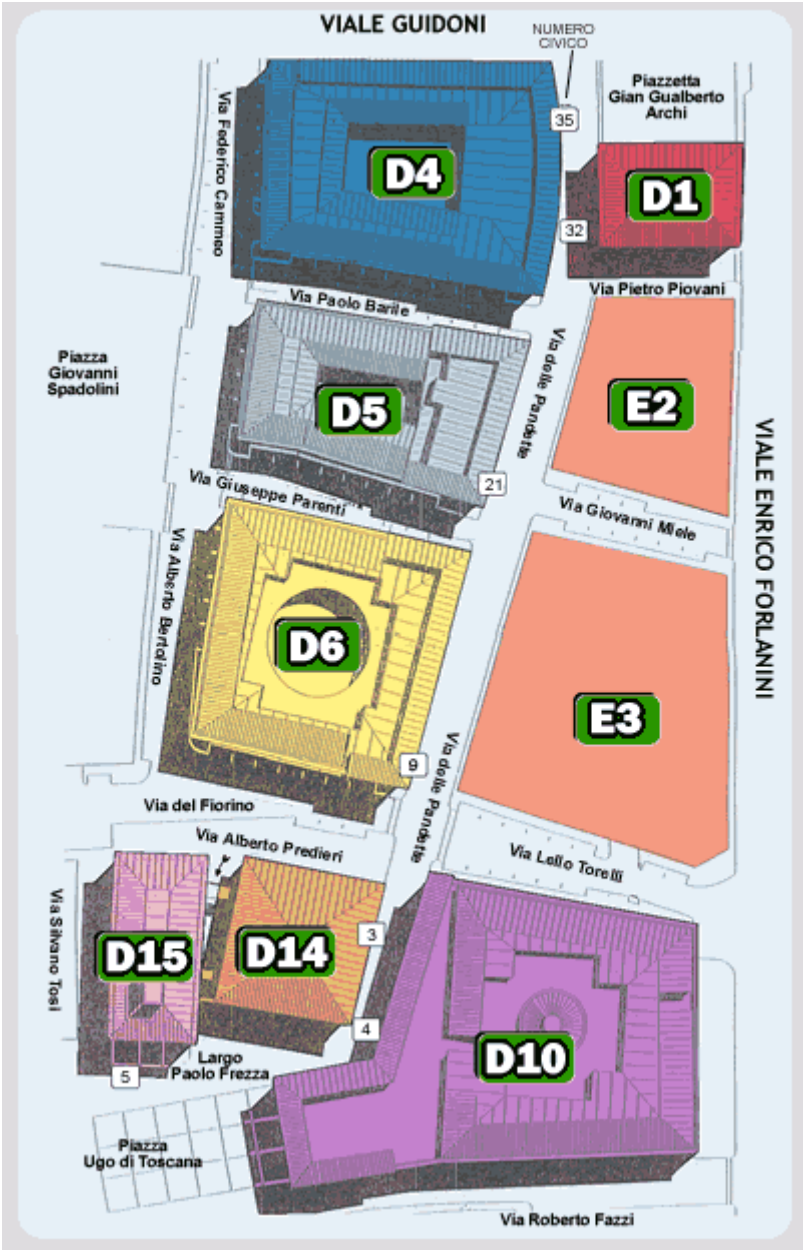 VIALE GUIDONI
NUMERO
CIVICO
Piazzetta
Gian Gualberto
Archi
Via Federico Cammeo
35
D4
D1
32
Via Pietro Piovani
Via Paolo Barile
Piazza
Giovanni
Spadolini
Via delle Pandette
D5
E2
VIALE ENRICO FORLANINI
21
Via Giuseppe Parenti
Via Giovanni Miele
Via Alberto Bertolino
D6
E3
9
Via delle Pandette
Via del Fiorino
Via Alberto Predieri
Via Lello Torelli
Via Silvano Tosi
3
D15
D14
4
Largo
Paolo Frezza
D10
5
Piazza
Ugo di Toscana
Via Roberto Fazzi